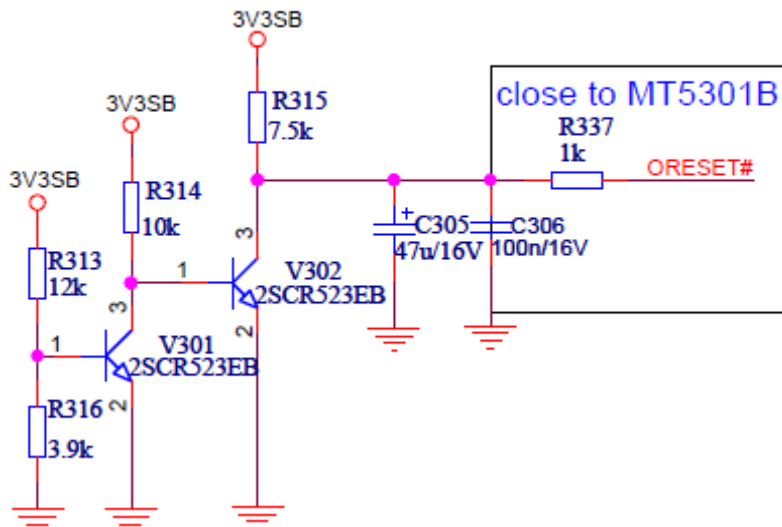 3V3SB
R315
7.5k
close to MT5301B
R337
1k
ORESET#
3V3SB
R314
10k
3V3SB
R313
12k
3
1
V302
2SCR523EB
2
C305
+
47u/16V
C306
100n/16V
3
1
V301
2SCR523EB
2
R316
3.9k